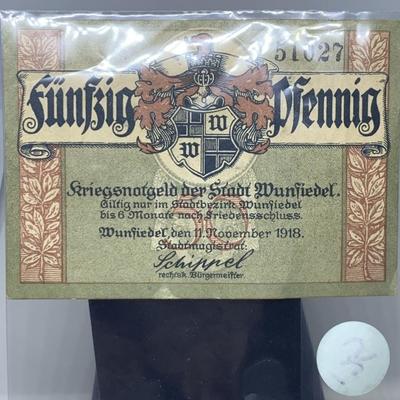 51027
Fünfzig Pfennig
W
W
Kriegsnotgeld der Stadt Wunsiedel.
Giltig nur im Stadtbezirk Wunsiedel
bis 6 Monate nach Friedensschluss.
Wunsiedel, den 11. November 1918.
Stadtmagistrat:
Schippel
rechtsk. Bürgermeister.